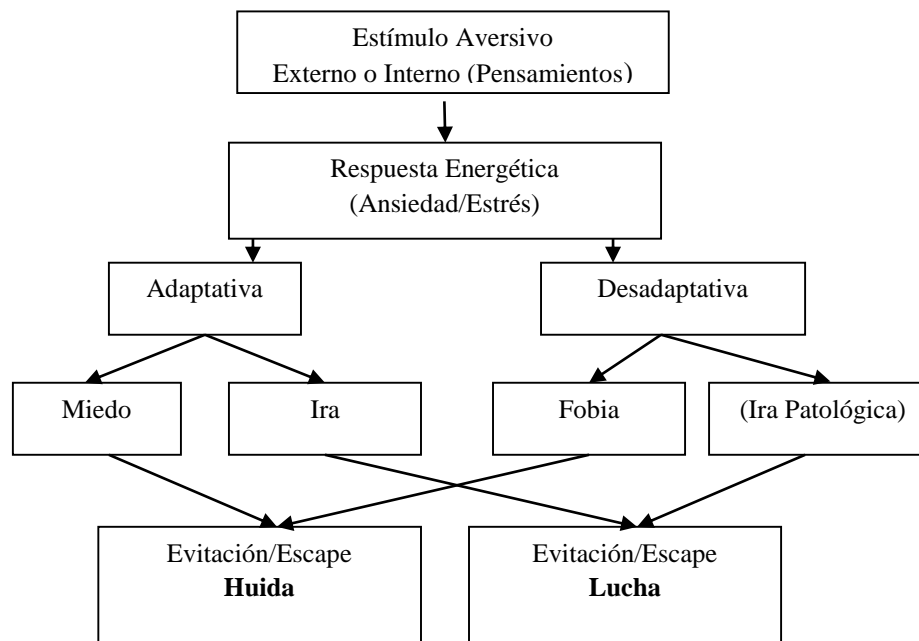 Estímulo Aversivo
Externo o Interno (Pensamientos)
Respuesta Energética
(Ansiedad/Estrés)
Adaptativa
Desadaptativa
Miedo
Ira
Fobia
(Ira Patológica)
Evitación/Escape
Huida
Evitación/Escape
Lucha